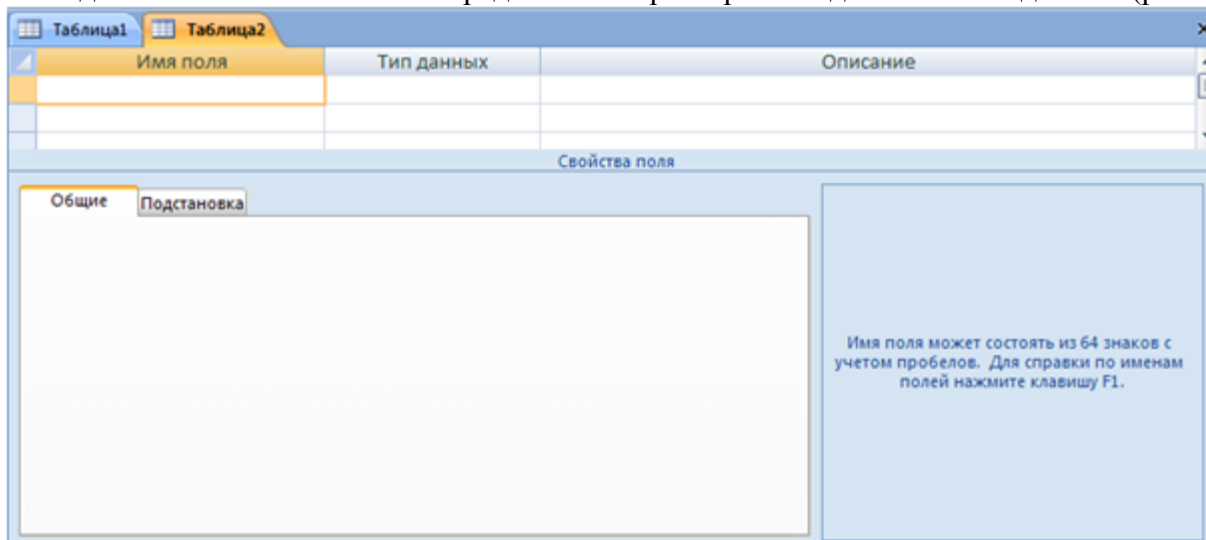 Таблица1 Таблица2
Имя поля Тип данных Описание
Свойства поля
Общие Подстановка
Имя поля может состоять из 64 знаков с
учетом пробелов. Для справки по именам
полей нажмите клавишу F1.